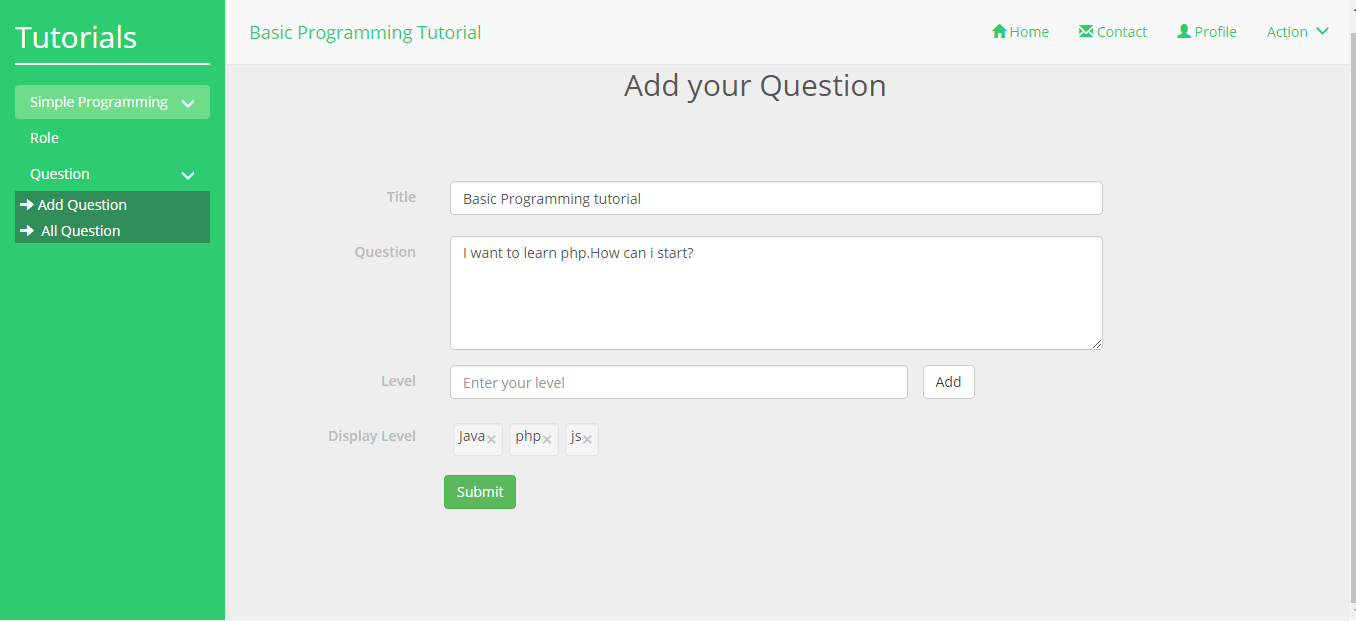 Tutorials
Simple Programming
Role
Question
Add Question
All Question
Basic Programming Tutorial
Home
Contact
Profile
Action
Add your Question
Title
Basic Programming tutorial
Question
I want to learn php.How can i start?
Level
Enter your level
Add
Display Level
Java× php× js×
Submit